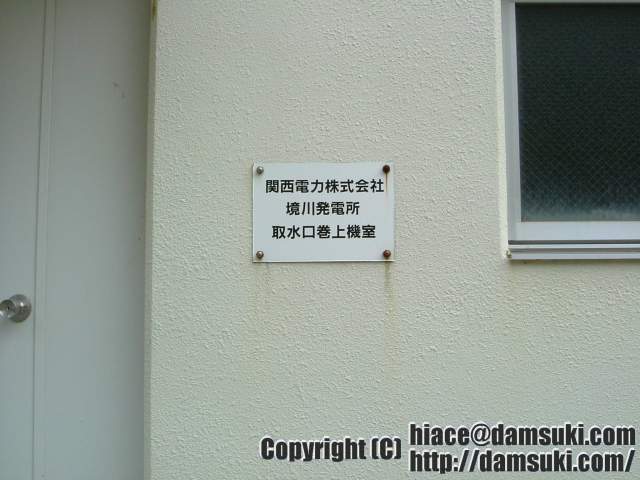 関西電力株式会社
境川発電所
取水口巻上機室
Copyright (C) hiace@damsuki.com
http://damsuki.com/